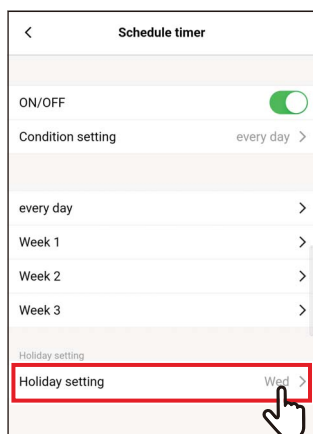 Schedule timer
ON/OFF
Condition setting every day
every day
Week 1
Week 2
Week 3
Holiday setting
Holiday setting Wed